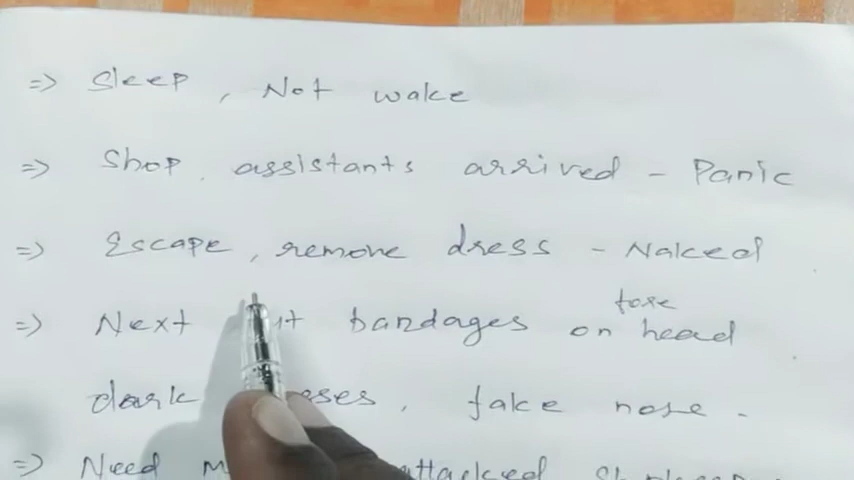 => Sleep, Not wake
=> Shop assistants arrived - Panic
=> Escape, remove dress - Naked
=> Next bandages on head
dark , fake nose -
=> Need attacked